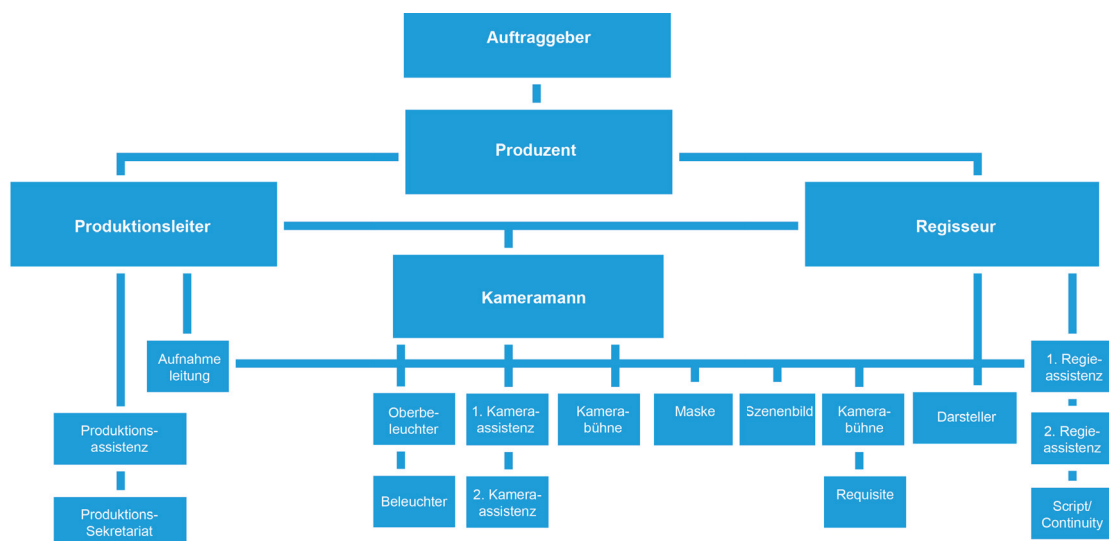 Auftraggeber
Produzent
Produktionsleiter
Regisseur
Kameramann
Aufnahme
leitung
1. Regie-
assistenz
Oberbe-
leuchter
1. Kamera-
assistenz
Kamera-
bühne
Maske
Szenenbild
Kamera-
bühne
Darsteller
Produktions-
assistenz
2. Regie-
assistenz
Beleuchter
2. Kamera-
assistenz
Requisite
Produktions-
Sekretariat
Script/
Continuity